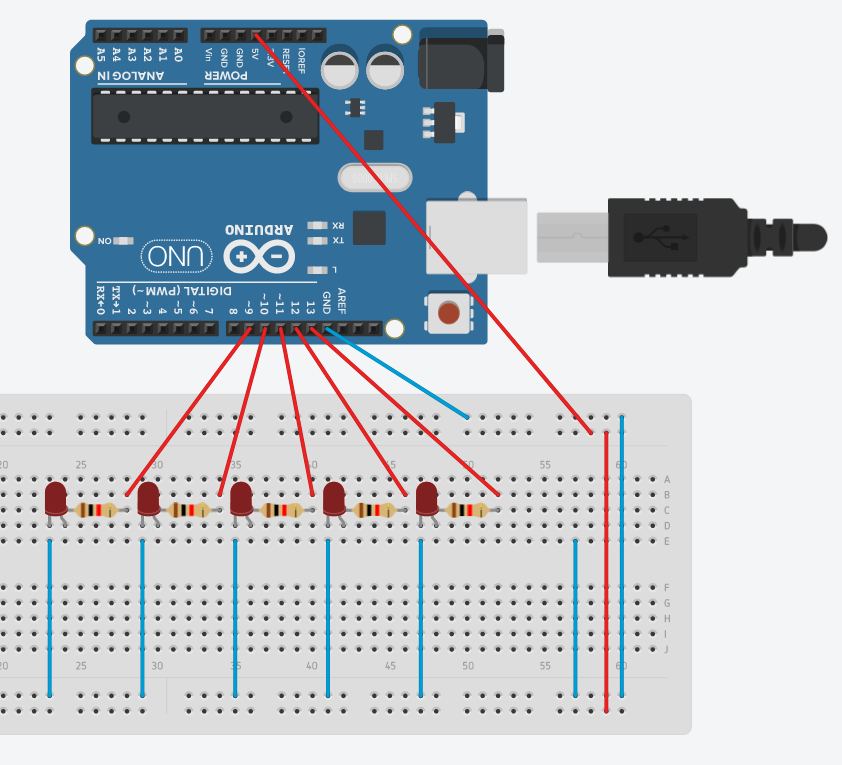 A5 A4 A3 A2 A1 A0 Vin GND GND 5V RESET IOREF
ANALOG IN POWER
RX
TX
ON
L
UNO
ARDUINO
DIGITAL (PWM~)
RX←0 TX→1 2 ~3 4 ~5 ~6 7 8 ~9 ~10 ~11 12 13 GND AREF
20 25 30 35 40 45 50 55 60
A
B
C
D
E
F
G
H
I
J
20 25 30 35 40 45 50 55 60